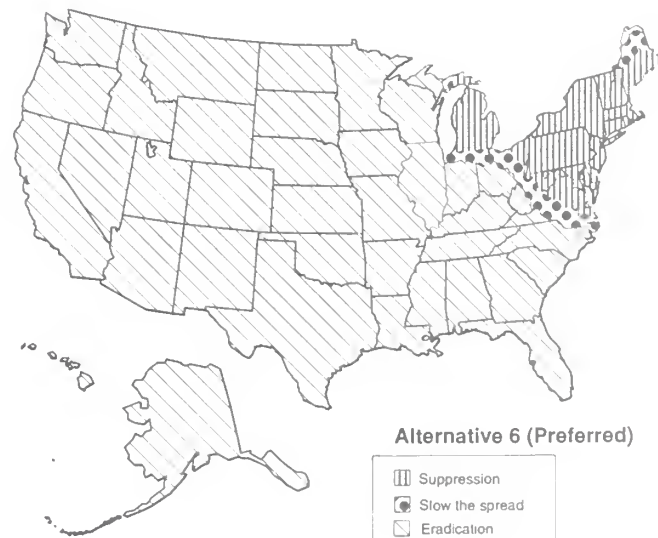 Alternative 6 (Preferred)
Suppression
Slow the spread
Eradication